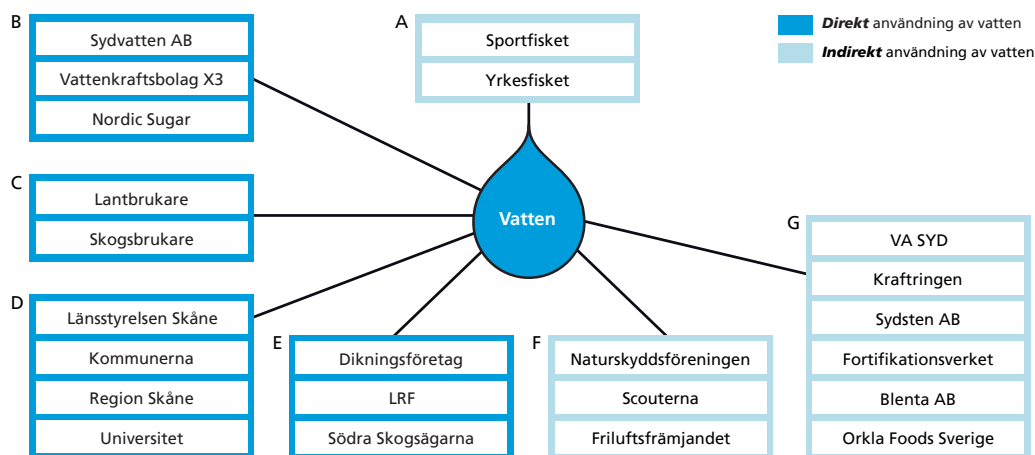 B
Sydvatten AB
Vattenkraftsbolag X3
Nordic Sugar
A
Sportfisket
Yrkesfisket
Direkt användning av vatten
Indirekt användning av vatten
C
Lantbrukare
Skogsbrukare
Vatten
D
Länsstyrelsen Skåne
Kommunerna
Region Skåne
Universitet
E
Dikningsföretag
LRF
Södra Skogsägarna
F
Naturskyddsföreningen
Scouterna
Friluftsfrämjandet
G
VA SYD
Kraftringen
Sydsten AB
Fortifikationsverket
Blenta AB
Orkla Foods Sverige